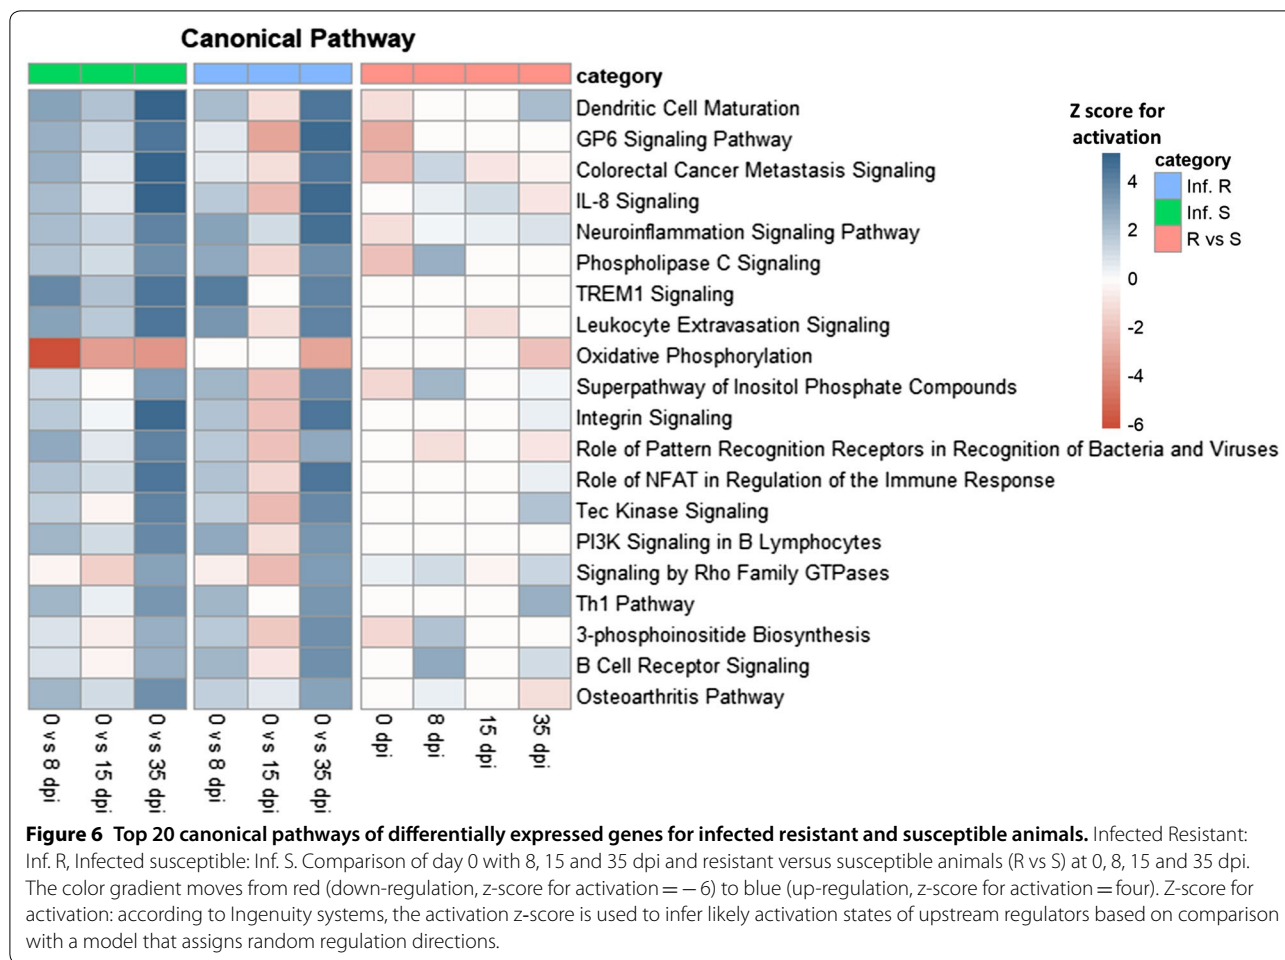 Canonical Pathway
category
Dendritic Cell Maturation
GP6 Signaling Pathway
Colorectal Cancer Metastasis Signaling
IL-8 Signaling
Neuroinflammation Signaling Pathway
Phospholipase C Signaling
TREM1 Signaling
Leukocyte Extravasation Signaling
Oxidative Phosphorylation
Superpathway of Inositol Phosphate Compounds
Integrin Signaling
Role of Pattern Recognition Receptors in Recognition of Bacteria and Viruses
Role of NFAT in Regulation of the Immune Response
Tec Kinase Signaling
PI3K Signaling in B Lymphocytes
Signaling by Rho Family GTPases
Th1 Pathway
3-phosphoinositide Biosynthesis
B Cell Receptor Signaling
Osteoarthritis Pathway
0 vs 8 dpi
0 vs 15 dpi
0 vs 35 dpi
0 vs 8 dpi
0 vs 15 dpi
0 vs 35 dpi
0 dpi
8 dpi
15 dpi
35 dpi
Z score for
activation
4
2
0
-2
-4
-6
category
Inf. R
Inf. S
R vs S
Figure 6 Top 20 canonical pathways of differentially expressed genes for infected resistant and susceptible animals. Infected Resistant:
Inf. R, Infected susceptible: Inf. S. Comparison of day 0 with 8, 15 and 35 dpi and resistant versus susceptible animals (R vs S) at 0, 8, 15 and 35 dpi.
The color gradient moves from red (down-regulation, z-score for activation = − 6) to blue (up-regulation, z-score for activation = four). Z-score for
activation: according to Ingenuity systems, the activation z-score is used to infer likely activation states of upstream regulators based on comparison
with a model that assigns random regulation directions.